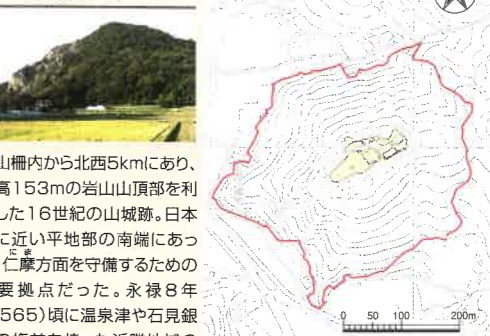 山柵内から北西5kmにあり、
高153mの岩山山頂部を利
した16世紀の山城跡。日本
に近い平地部の南端にあっ
仁摩方面を守備するための
要拠点だった。永禄8年
565)頃に温泉津や石見銀
0 50 100 200m